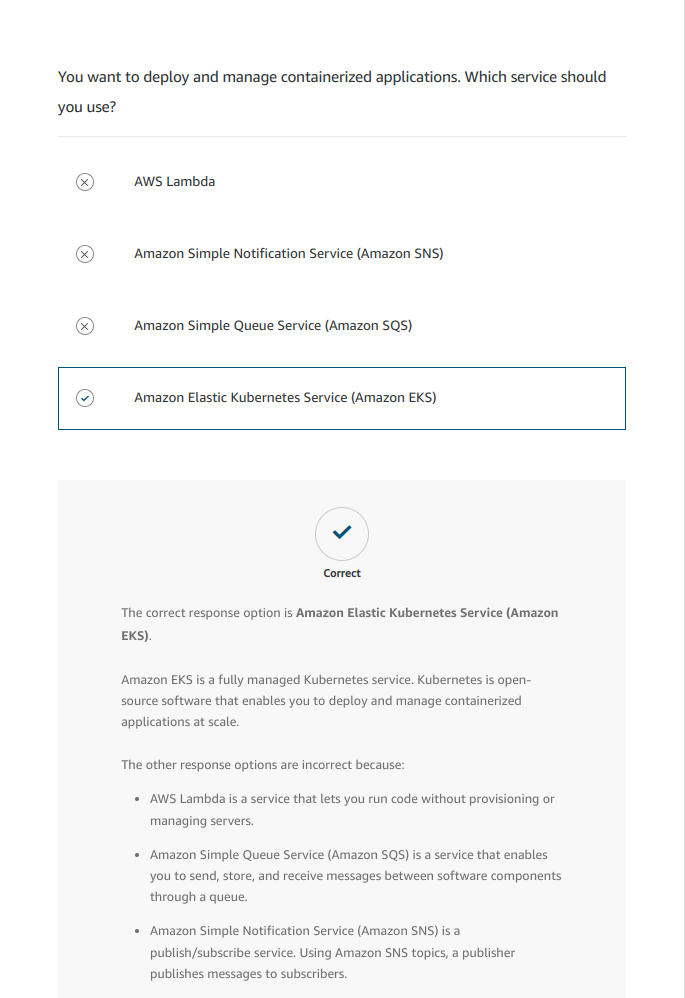 You want to deploy and manage containerized applications. Which service should
you use?
AWS Lambda
Amazon Simple Notification Service (Amazon SNS)
Amazon Simple Queue Service (Amazon SQS)
Amazon Elastic Kubernetes Service (Amazon EKS)
Correct
The correct response option is Amazon Elastic Kubernetes Service (Amazon
EKS).
Amazon EKS is a fully managed Kubernetes service. Kubernetes is open-
source software that enables you to deploy and manage containerized
applications at scale.
The other response options are incorrect because:
• AWS Lambda is a service that lets you run code without provisioning or
managing servers.
• Amazon Simple Queue Service (Amazon SQS) is a service that enables
you to send, store, and receive messages between software components
through a queue.
• Amazon Simple Notification Service (Amazon SNS) is a
publish/subscribe service. Using Amazon SNS topics, a publisher
publishes messages to subscribers.